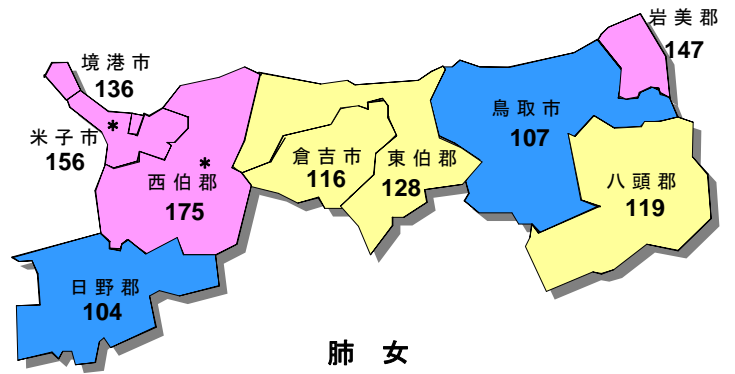 岩美郡
147
境港市
136
鳥取市
107
米子市
*
156
*
倉吉市
116
東伯郡
128
西伯郡
175
八頭郡
119
日野郡
104
肺 女